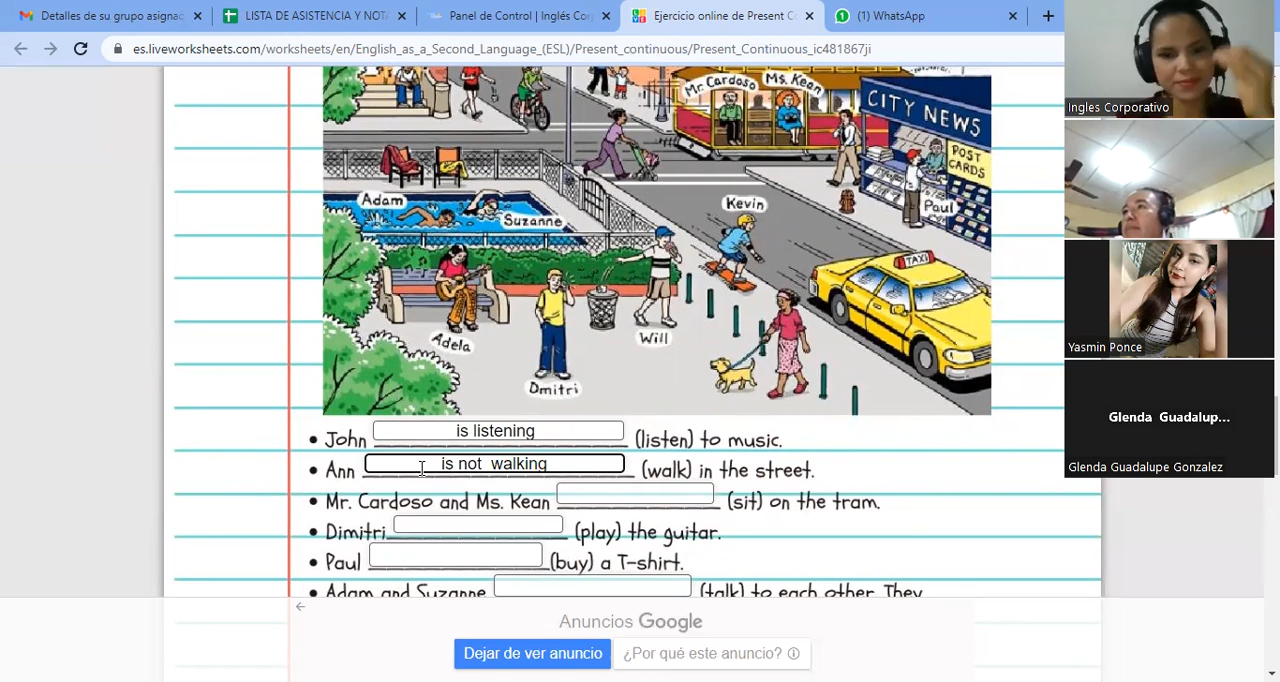 Detalles de su grupo asignac
LISTA DE ASISTENCIA Y NOTA
Panel de Control | Inglés Corp
Ejercicio online de Present Co
(1) WhatsApp
es.liveworksheets.com/worksheets/en/English_as_a_Second_Language_(ESL)/Present_continuous/Present_Continuous_ic481867ji
Ingles Corporativo
Yasmin Ponce
Glenda Guadalup...
Glenda Guadalupe Gonzalez
Mr. Cardoso
Ms. Kean
CITY NEWS
POST CARDS
Adam
Suzanne
Kevin
Paul
TAXI
Adela
Will
Dmitri
• John is listening (listen) to music.
• Ann is not walking (walk) in the street.
• Mr. Cardoso and Ms. Kean (sit) on the tram.
• Dimitri (play) the guitar.
• Paul (buy) a T-shirt.
• Adam and Suzanne (talk) to each other. They
Anuncios Google
Dejar de ver anuncio
¿Por qué este anuncio?